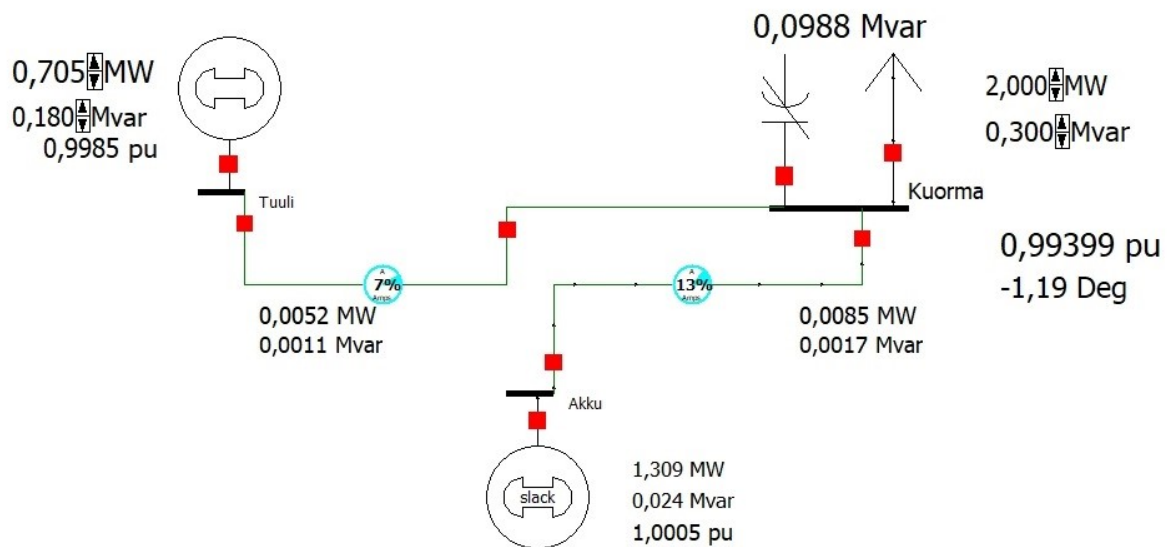 0,0988 Mvar
0,705 MW
0,180 Mvar
0,9985 pu
2,000 MW
0,300 Mvar
Tuuli
Kuorma
0,99399 pu
-1,19 Deg
A
7%
Amps
A
13%
Amps
0,0052 MW
0,0011 Mvar
0,0085 MW
0,0017 Mvar
Akku
slack
1,309 MW
0,024 Mvar
1,0005 pu